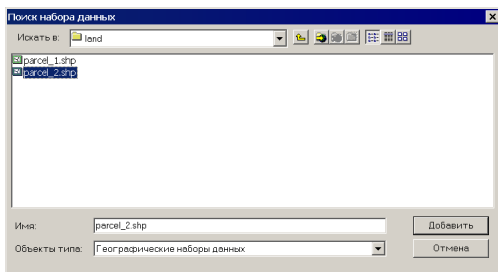 Поиск набора данных
Искать в: land
parcel_1.shp
parcel_2.shp
Имя: parcel_2.shp Добавить
Объекты типа: Географические наборы данных Отмена